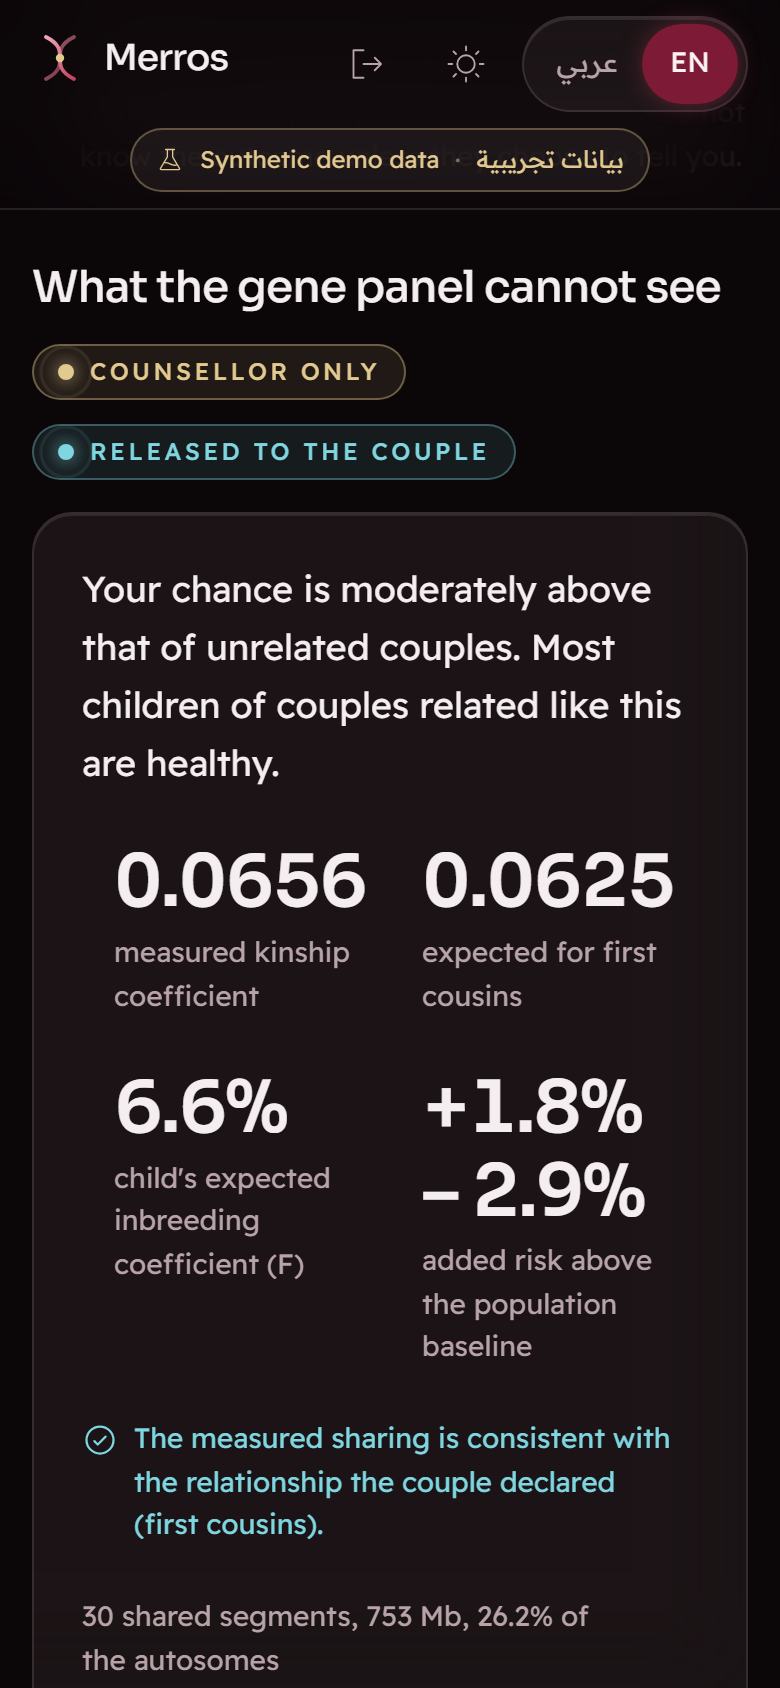 Merros
عربي
EN
not
know
tell you.
Synthetic demo data · بيانات تجريبية
What the gene panel cannot see
COUNSELLOR ONLY
RELEASED TO THE COUPLE
Your chance is moderately above
that of unrelated couples. Most
children of couples related like this
are healthy.
0.0656
measured kinship
coefficient
0.0625
expected for first
cousins
6.6%
child's expected
inbreeding
coefficient (F)
+1.8%
– 2.9%
added risk above
the population
baseline
The measured sharing is consistent with
the relationship the couple declared
(first cousins).
30 shared segments, 753 Mb, 26.2% of
the autosomes